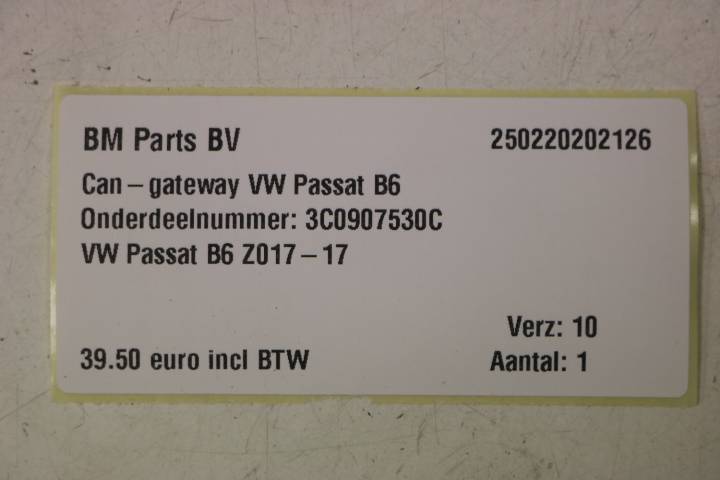 BM Parts BV 250220202126
Can-gateway VW Passat B6
Onderdeelnummer: 3C0907530C
VW Passat B6 Z017-17
Verz: 10
39.50 euro incl BTW Aantal: 1